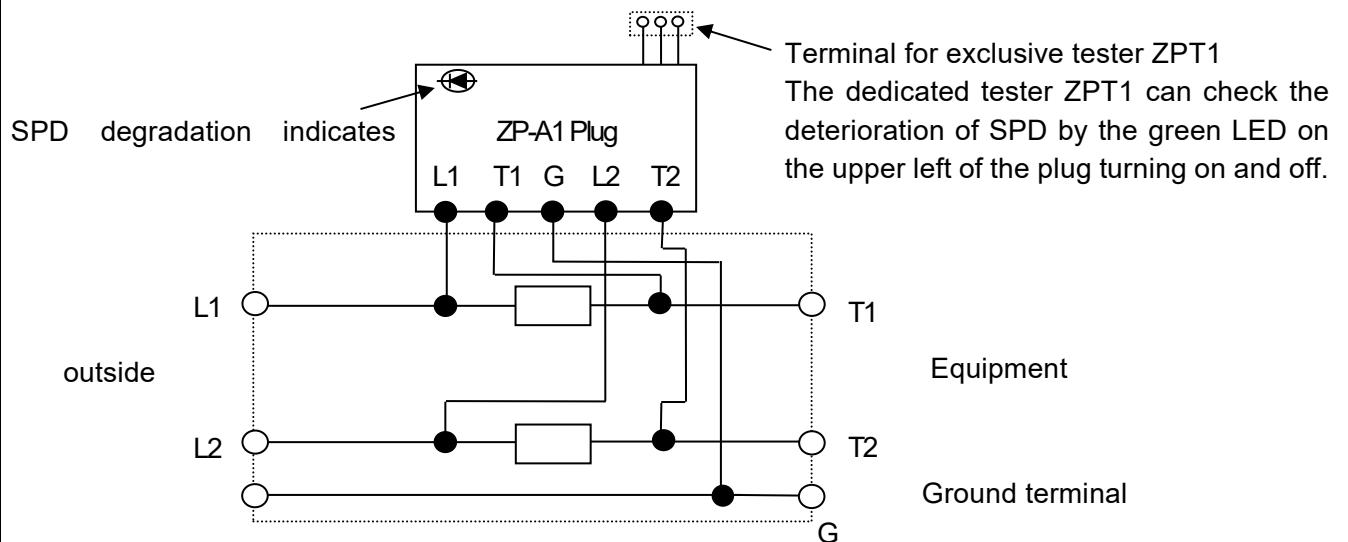 Terminal for exclusive tester ZPT1
The dedicated tester ZPT1 can check the
deterioration of SPD by the green LED on
the upper left of the plug turning on and off.
SPD degradation indicates
ZP-A1 Plug
L1 T1 G L2 T2
L1
T1
outside
Equipment
L2
T2
Ground terminal
G